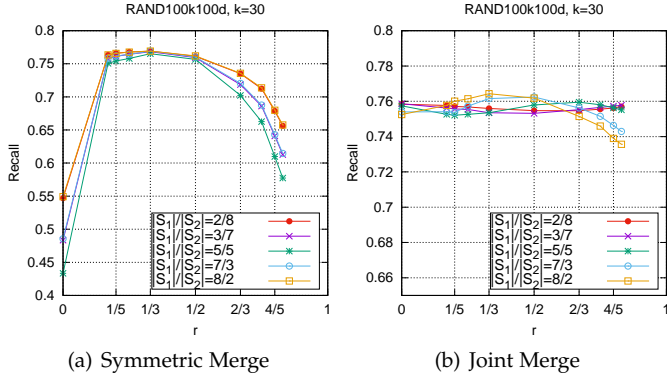 RAND100k100d, k=30
0.8
0.75
0.7
0.65
0.6
0.55
0.5
0.45
0.4
Recall
|S1|/|S2|=2/8
|S1|/|S2|=3/7
|S1|/|S2|=5/5
|S1|/|S2|=7/3
|S1|/|S2|=8/2
0 1/5 1/3 1/2 2/3 4/5 1
r
(a) Symmetric Merge
RAND100k100d, k=30
0.8
0.78
0.76
0.74
0.72
0.7
0.68
0.66
Recall
|S1|/|S2|=2/8
|S1|/|S2|=3/7
|S1|/|S2|=5/5
|S1|/|S2|=7/3
|S1|/|S2|=8/2
0 1/5 1/3 1/2 2/3 4/5 1
r
(b) Joint Merge